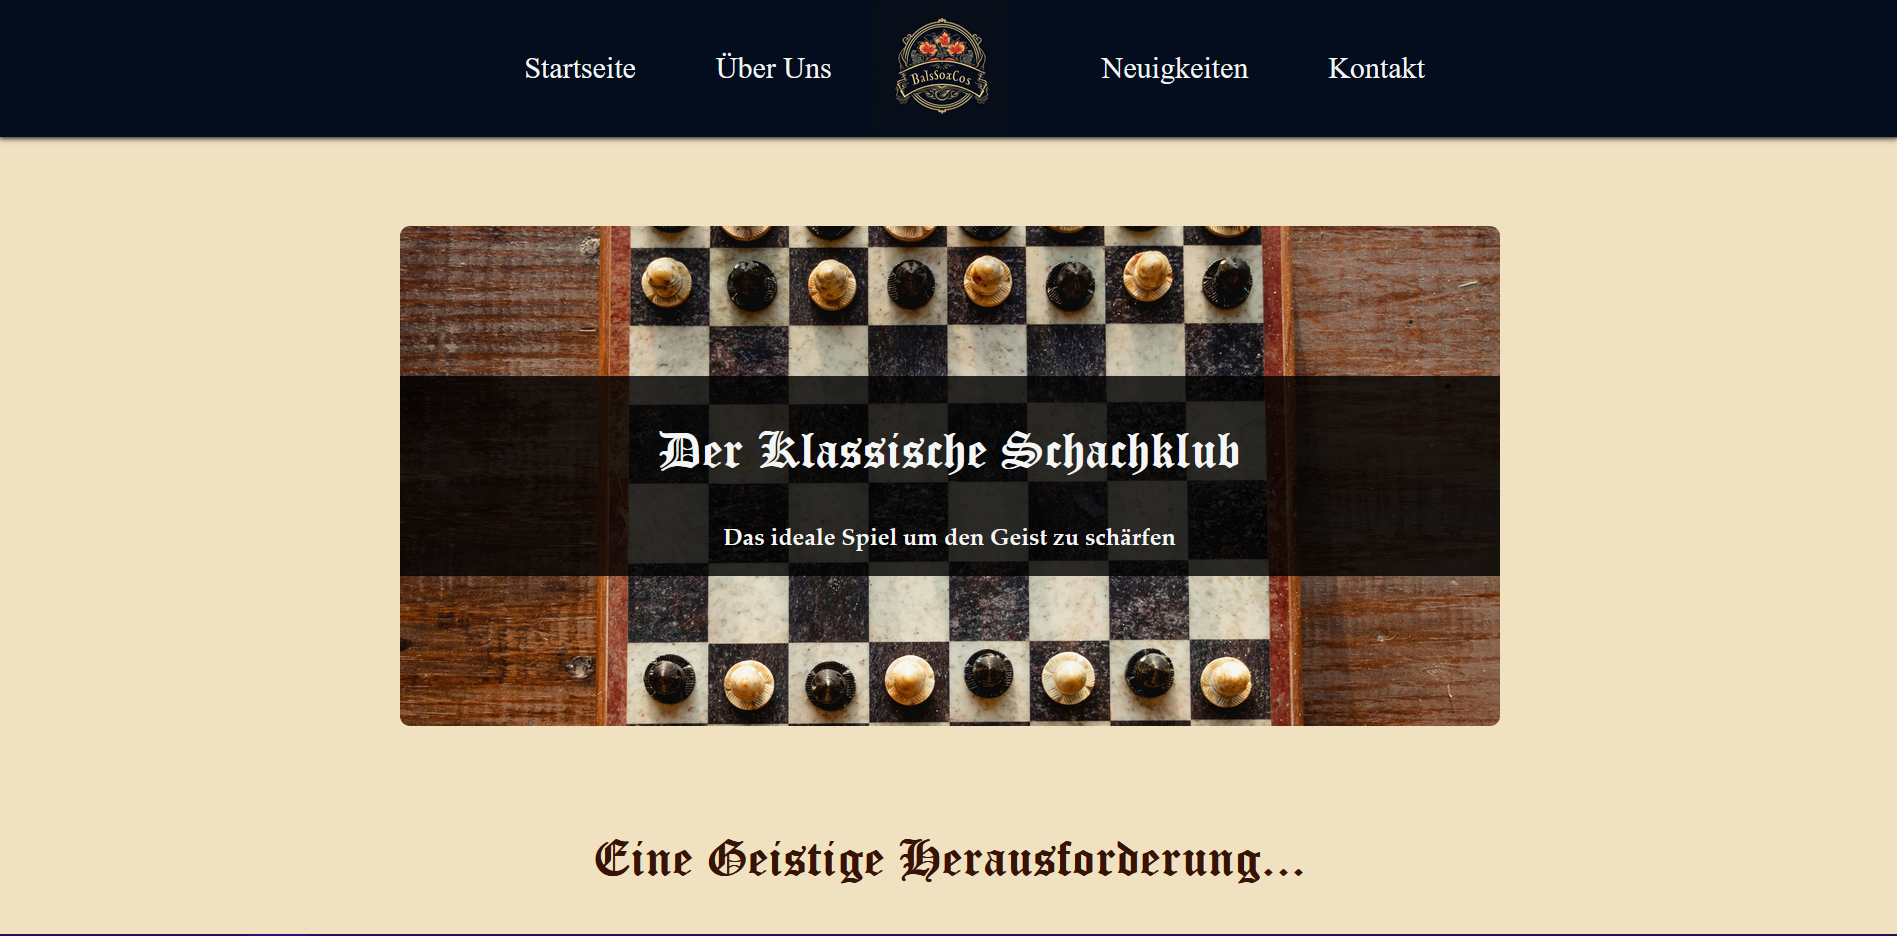 Startseite
Über Uns
BalsSoaCos
Neuigkeiten
Kontakt
Der Klassische Schachklub
Das ideale Spiel um den Geist zu schärfen
Eine Geistige Herausforderung...